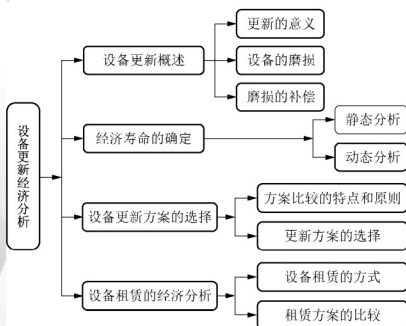 设备更新经济分析
设备更新概述
更新的意义
设备的磨损
磨损的补偿
经济寿命的确定
静态分析
动态分析
设备更新方案的选择
方案比较的特点和原则
更新方案的选择
设备租赁的经济分析
设备租赁的方式
租赁方案的比较